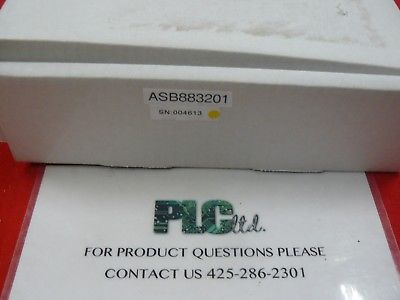 ASB883201
SN:004613
PLC ltd.
FOR PRODUCT QUESTIONS PLEASE
CONTACT US 425-286-2301